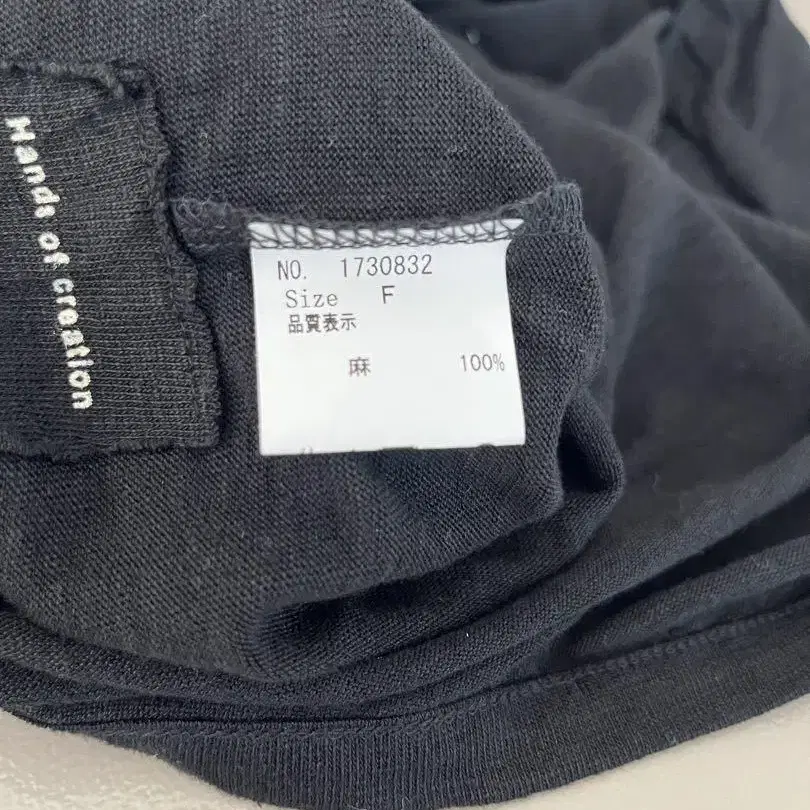 Hands of creation
NO. 1730832
Size F
品質表示
麻 100%